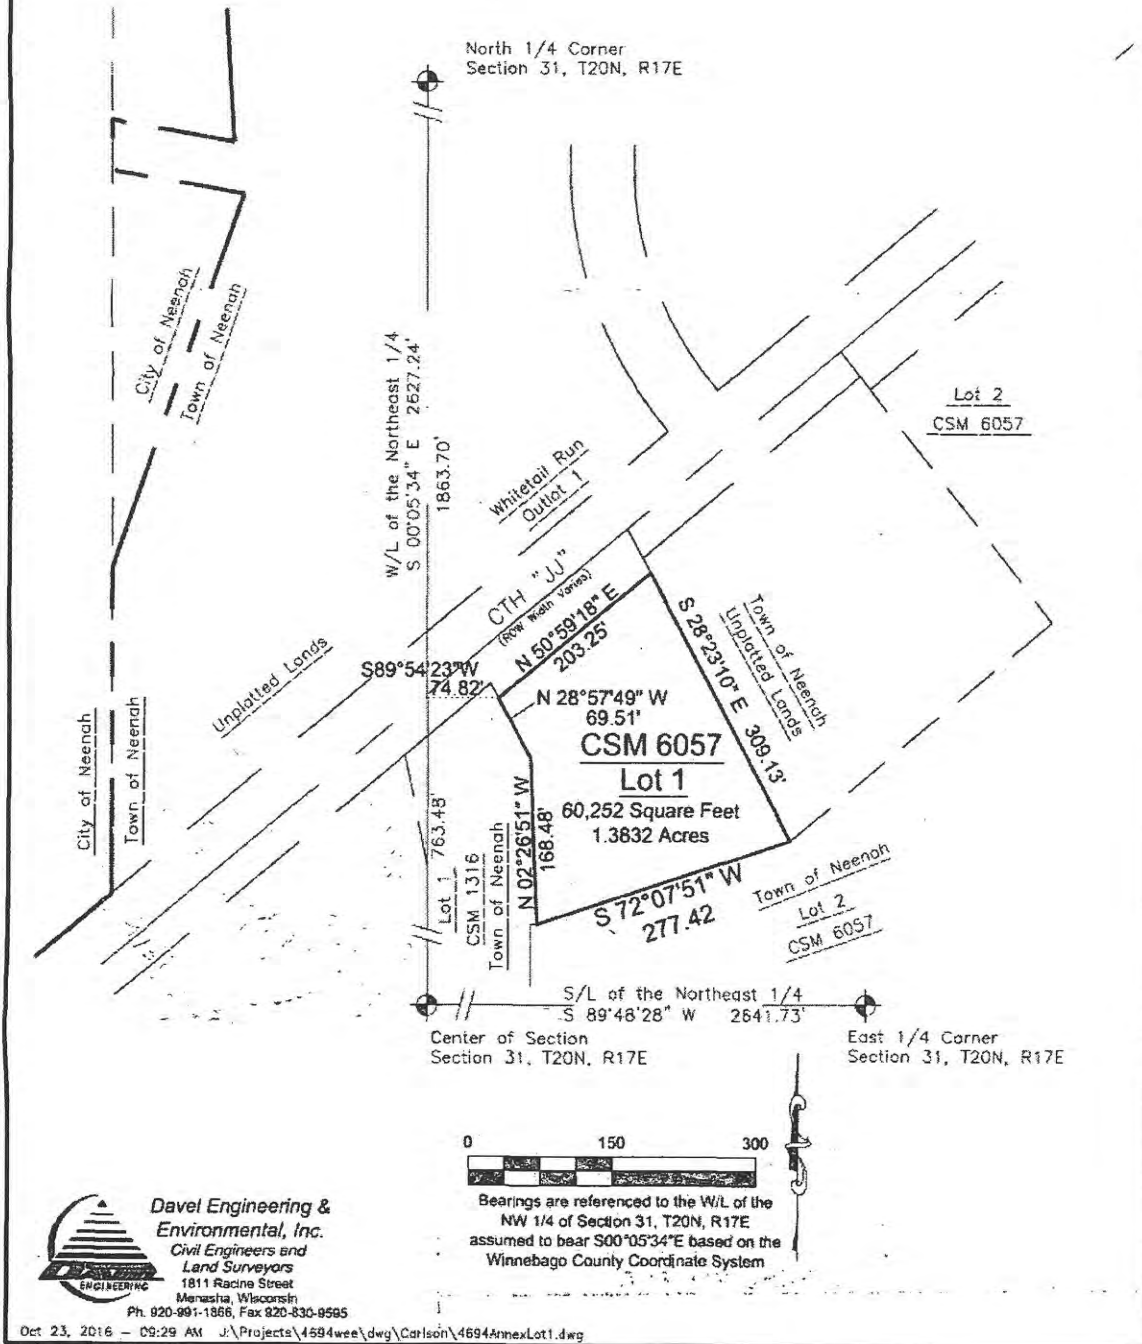 North 1/4 Corner
Section 31, T20N, R17E
City of Neenah
Town of Neenah
W/L of the Northeast 1/4
S 00°05'34" E 2627.24'
1863.70'
Lot 2
CSM 6057
Whitetail Run
Outlot 1
CTH "JJ"
(ROW Width Varies)
N 50°59'18" E
203.25'
Town of Neenah
Unplatted Lands
S 28°23'10" E 309.13'
Unplatted Lands
S89°54'23"W
74.82'
N 28°57'49" W
69.51'
CSM 6057
Lot 1
60,252 Square Feet
1.3832 Acres
City of Neenah
Town of Neenah
763.48'
Lot 1
CSM 1316
Town of Neenah
N 02°26'51" W
168.48'
S 72°07'51" W
277.42
Town of Neenah
Lot 2
CSM 6057
S/L of the Northeast 1/4
S 89°48'28" W 2641.73'
Center of Section
Section 31, T20N, R17E
East 1/4 Corner
Section 31, T20N, R17E
0 150 300
Bearings are referenced to the W/L of the
NW 1/4 of Section 31, T20N, R17E
assumed to bear S00°05'34"E based on the
Winnebago County Coordinate System
Davel Engineering &
Environmental, Inc.
Civil Engineers and
Land Surveyors
1811 Racine Street
Menasha, Wisconsin
Ph. 920-991-1866, Fax 920-830-9595
ENGINEERING
Oct 23, 2016 - 09:29 AM J:\Projects\4694wee\dwg\Carlson\4694AnnexLot1.dwg